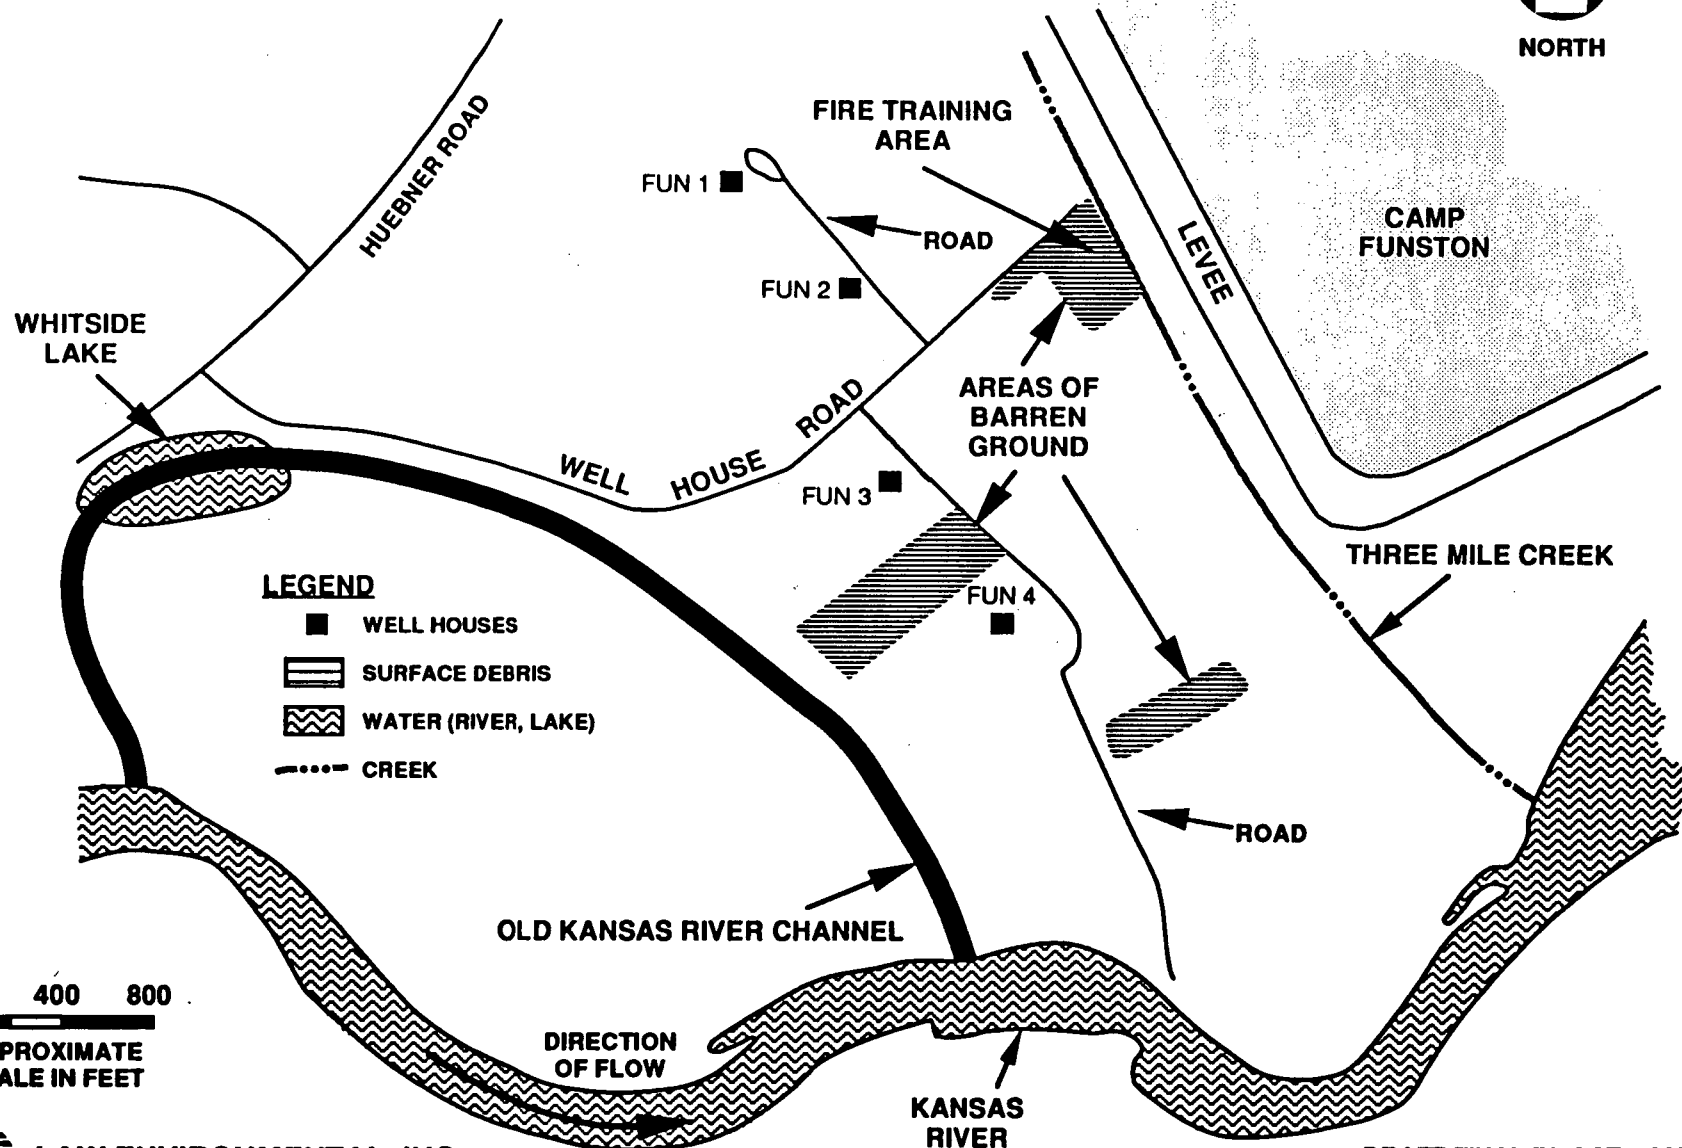 NORTH
FIRE TRAINING
AREA
HUEBNER ROAD
FUN 1
ROAD
LEVEE
CAMP
FUNSTON
FUN 2
WHITSIDE
LAKE
AREAS OF
BARREN
GROUND
WELL HOUSE ROAD
FUN 3
THREE MILE CREEK
FUN 4
LEGEND
WELL HOUSES
SURFACE DEBRIS
WATER (RIVER, LAKE)
CREEK
ROAD
OLD KANSAS RIVER CHANNEL
400 800
PROXIMATE
ALE IN FEET
DIRECTION
OF FLOW
KANSAS
RIVER